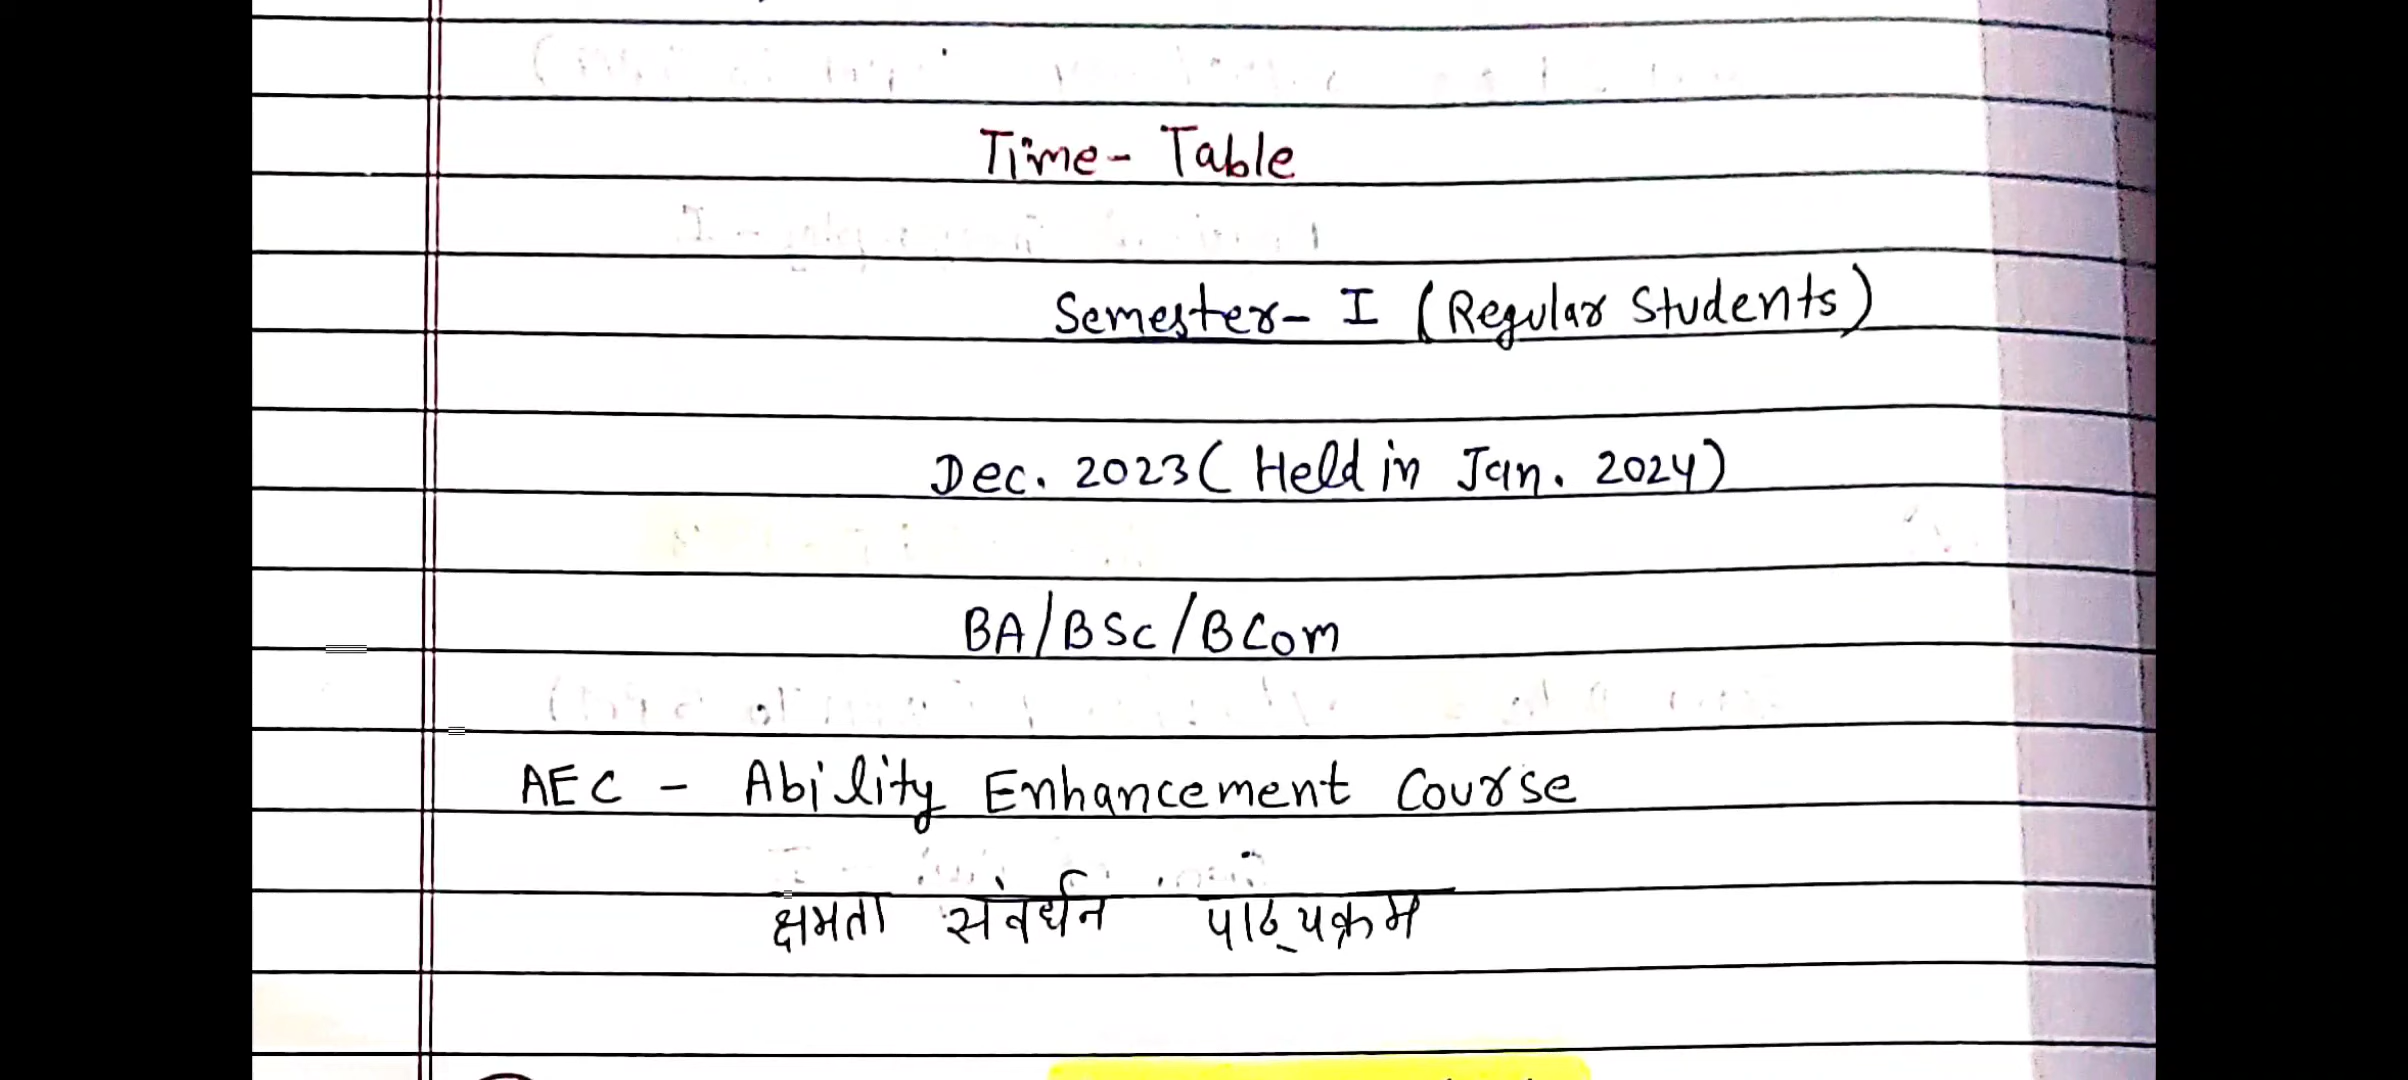 Time - Table
Semester - I (Regular Students)
Dec. 2023 ( Held in Jan. 2024)
BA/BSc/BCom
AEC - Ability Enhancement Course
क्षमता संवर्धन पाठ्यक्रम